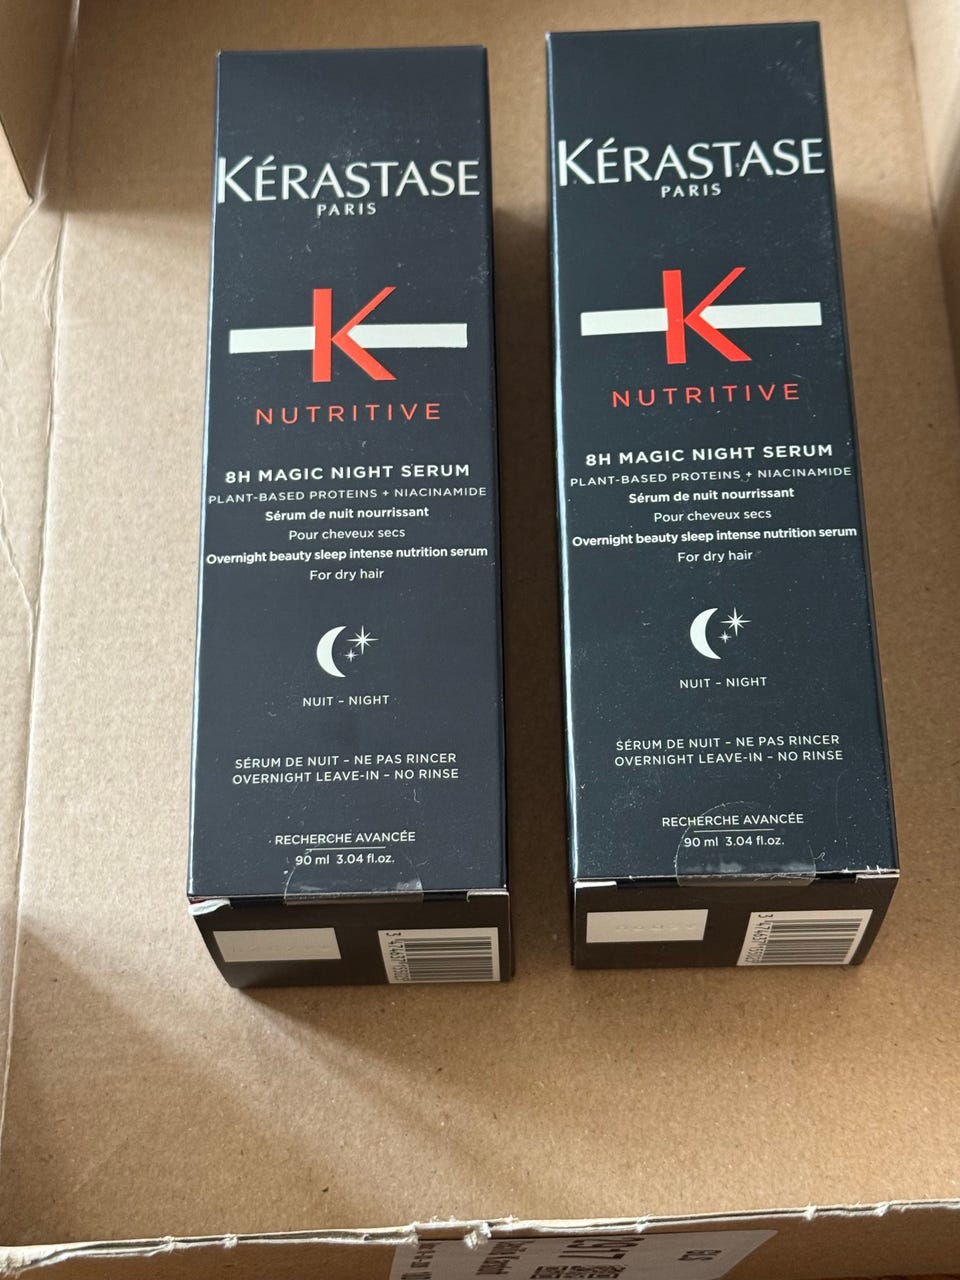 KÉRASTASE
PARIS
K
NUTRITIVE
8H MAGIC NIGHT SERUM
PLANT-BASED PROTEINS + NIACINAMIDE
Sérum de nuit nourrissant
Pour cheveux secs
Overnight beauty sleep intense nutrition serum
For dry hair
NUIT - NIGHT
SÉRUM DE NUIT - NE PAS RINCER
OVERNIGHT LEAVE-IN - NO RINSE
RECHERCHE AVANCÉE
90 ml 3.04 fl.oz.
KÉRASTASE
PARIS
K
NUTRITIVE
8H MAGIC NIGHT SERUM
PLANT-BASED PROTEINS + NIACINAMIDE
Sérum de nuit nourrissant
Pour cheveux secs
Overnight beauty sleep intense nutrition serum
For dry hair
NUIT - NIGHT
SÉRUM DE NUIT - NE PAS RINCER
OVERNIGHT LEAVE-IN - NO RINSE
RECHERCHE AVANCÉE
90 ml 3.04 fl.oz.